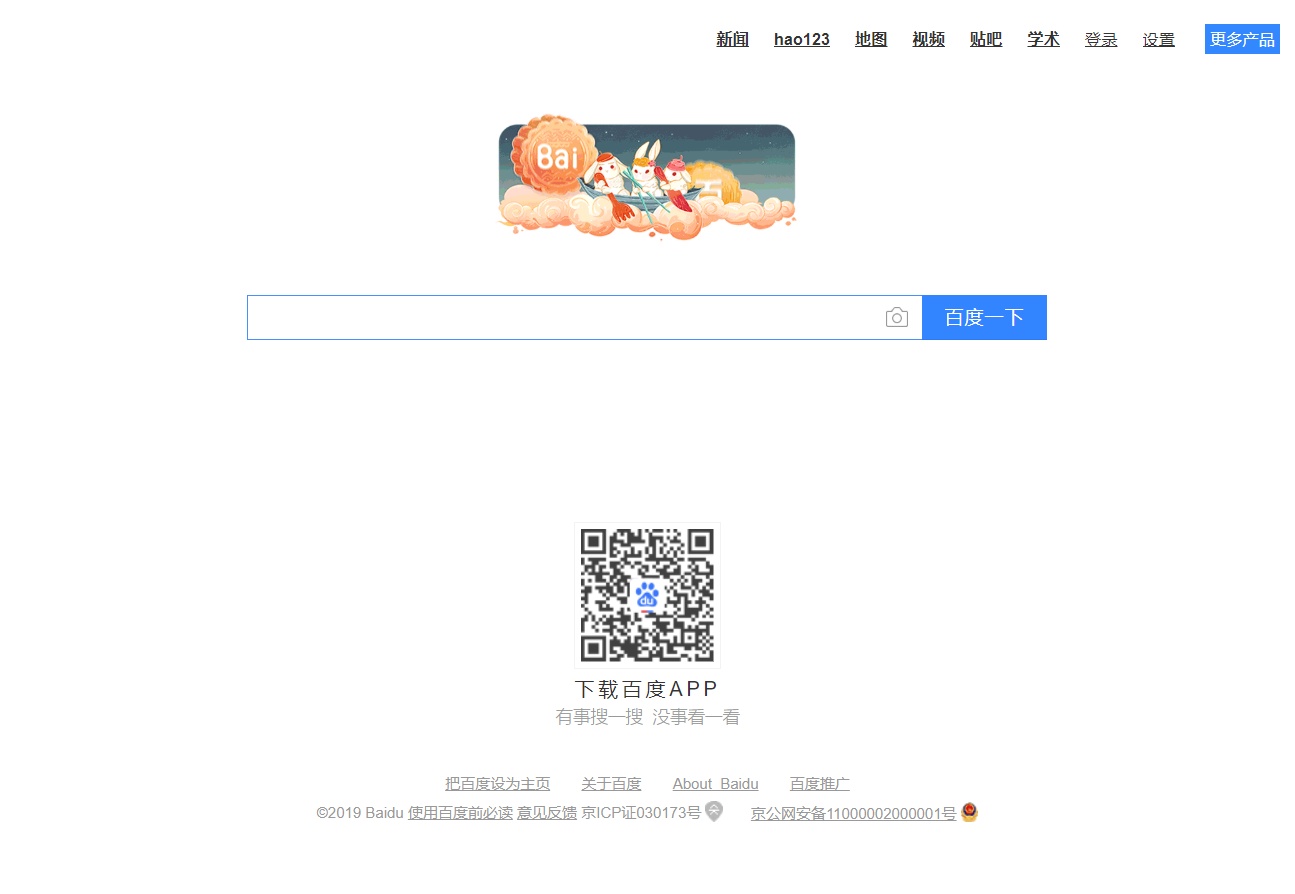 新闻 hao123 地图 视频 贴吧 学术 登录 设置 更多产品
Bai 百
百度一下
du
下载百度APP
有事搜一搜 没事看一看
把百度设为主页 关于百度 About Baidu 百度推广
©2019 Baidu 使用百度前必读 意见反馈 京ICP证030173号 京公网安备11000002000001号